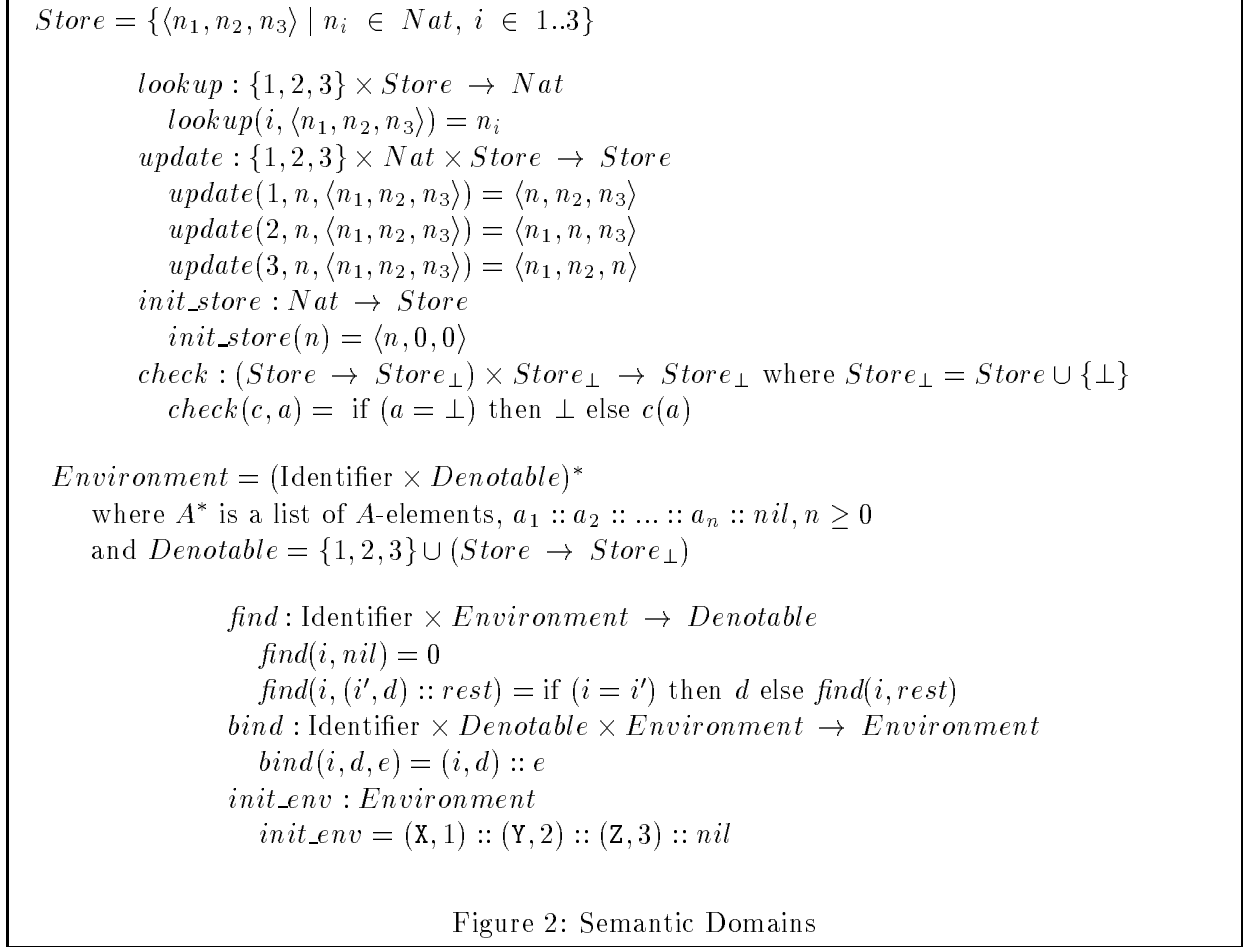 Store = {⟨n₁, n₂, n₃⟩ | nᵢ ∈ Nat, i ∈ 1..3}
lookup : {1, 2, 3} × Store → Nat
lookup(i, ⟨n₁, n₂, n₃⟩) = nᵢ
update : {1, 2, 3} × Nat × Store → Store
update(1, n, ⟨n₁, n₂, n₃⟩) = ⟨n, n₂, n₃⟩
update(2, n, ⟨n₁, n₂, n₃⟩) = ⟨n₁, n, n₃⟩
update(3, n, ⟨n₁, n₂, n₃⟩) = ⟨n₁, n₂, n⟩
init_store : Nat → Store
init_store(n) = ⟨n, 0, 0⟩
check : (Store → Store⊥) × Store⊥ → Store⊥ where Store⊥ = Store ∪ {⊥}
check(c, a) = if (a = ⊥) then ⊥ else c(a)
Environment = (Identifier × Denotable)*
where A* is a list of A-elements, a₁ :: a₂ :: ... :: aₙ :: nil, n ≥ 0
and Denotable = {1, 2, 3} ∪ (Store → Store⊥)
find : Identifier × Environment → Denotable
find(i, nil) = 0
find(i, (i′, d) :: rest) = if (i = i′) then d else find(i, rest)
bind : Identifier × Denotable × Environment → Environment
bind(i, d, e) = (i, d) :: e
init_env : Environment
init_env = (X, 1) :: (Y, 2) :: (Z, 3) :: nil
Figure 2: Semantic Domains